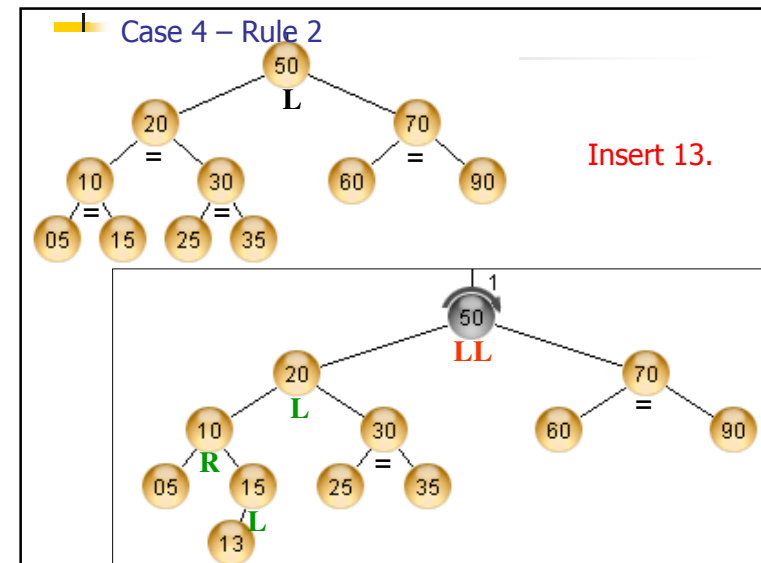 Case 4 – Rule 2
50
L
20 70
= =
Insert 13.
10 30 60 90
= =
05 15 25 35
1
50
LL
20 70
L =
10 30 60 90
R =
05 15 25 35
L
13